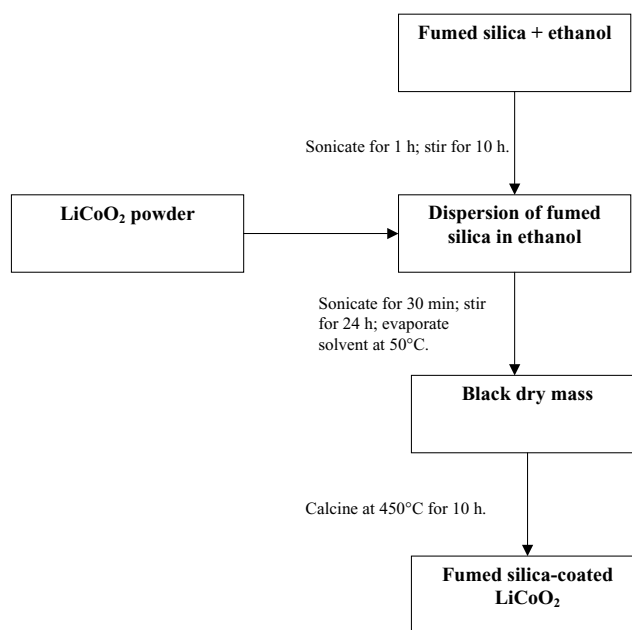 Fumed silica + ethanol
Sonicate for 1 h; stir for 10 h.
LiCoO₂ powder
Dispersion of fumed
silica in ethanol
Sonicate for 30 min; stir
for 24 h; evaporate
solvent at 50°C.
Black dry mass
Calcine at 450°C for 10 h.
Fumed silica-coated
LiCoO₂